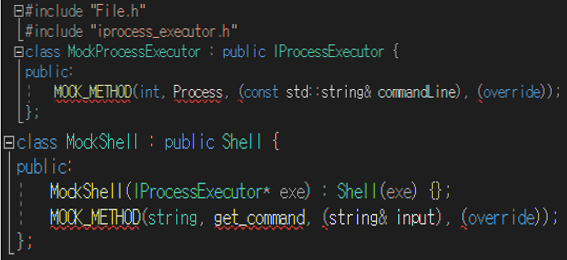 #include "File.h"
#include "iprocess_executor.h"
class MockProcessExecutor : public IProcessExecutor {
public:
MOCK_METHOD(int, Process, (const std::string& commandLine), (override));
};
class MockShell : public Shell {
public:
MockShell(IProcessExecutor* exe) : Shell(exe) {};
MOCK_METHOD(string, get_command, (string& input), (override));
};